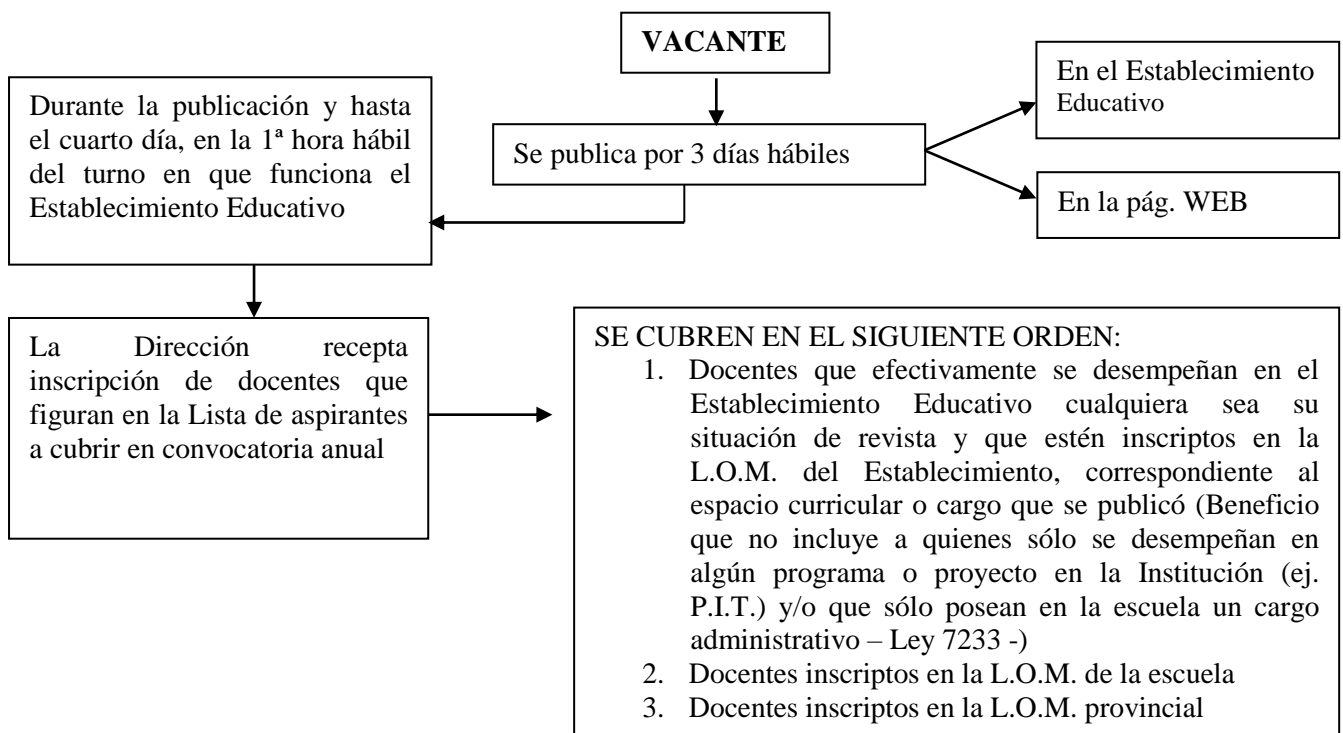 VACANTE
Se publica por 3 días hábiles
En el Establecimiento
Educativo
En la pág. WEB
Durante la publicación y hasta
el cuarto día, en la 1ª hora hábil
del turno en que funciona el
Establecimiento Educativo
La Dirección recepta
inscripción de docentes que
figuran en la Lista de aspirantes
a cubrir en convocatoria anual
SE CUBREN EN EL SIGUIENTE ORDEN:
1. Docentes que efectivamente se desempeñan en el
Establecimiento Educativo cualquiera sea su
situación de revista y que estén inscriptos en la
L.O.M. del Establecimiento, correspondiente al
espacio curricular o cargo que se publicó (Beneficio
que no incluye a quienes sólo se desempeñan en
algún programa o proyecto en la Institución (ej.
P.I.T.) y/o que sólo posean en la escuela un cargo
administrativo – Ley 7233 -)
2. Docentes inscriptos en la L.O.M. de la escuela
3. Docentes inscriptos en la L.O.M. provincial